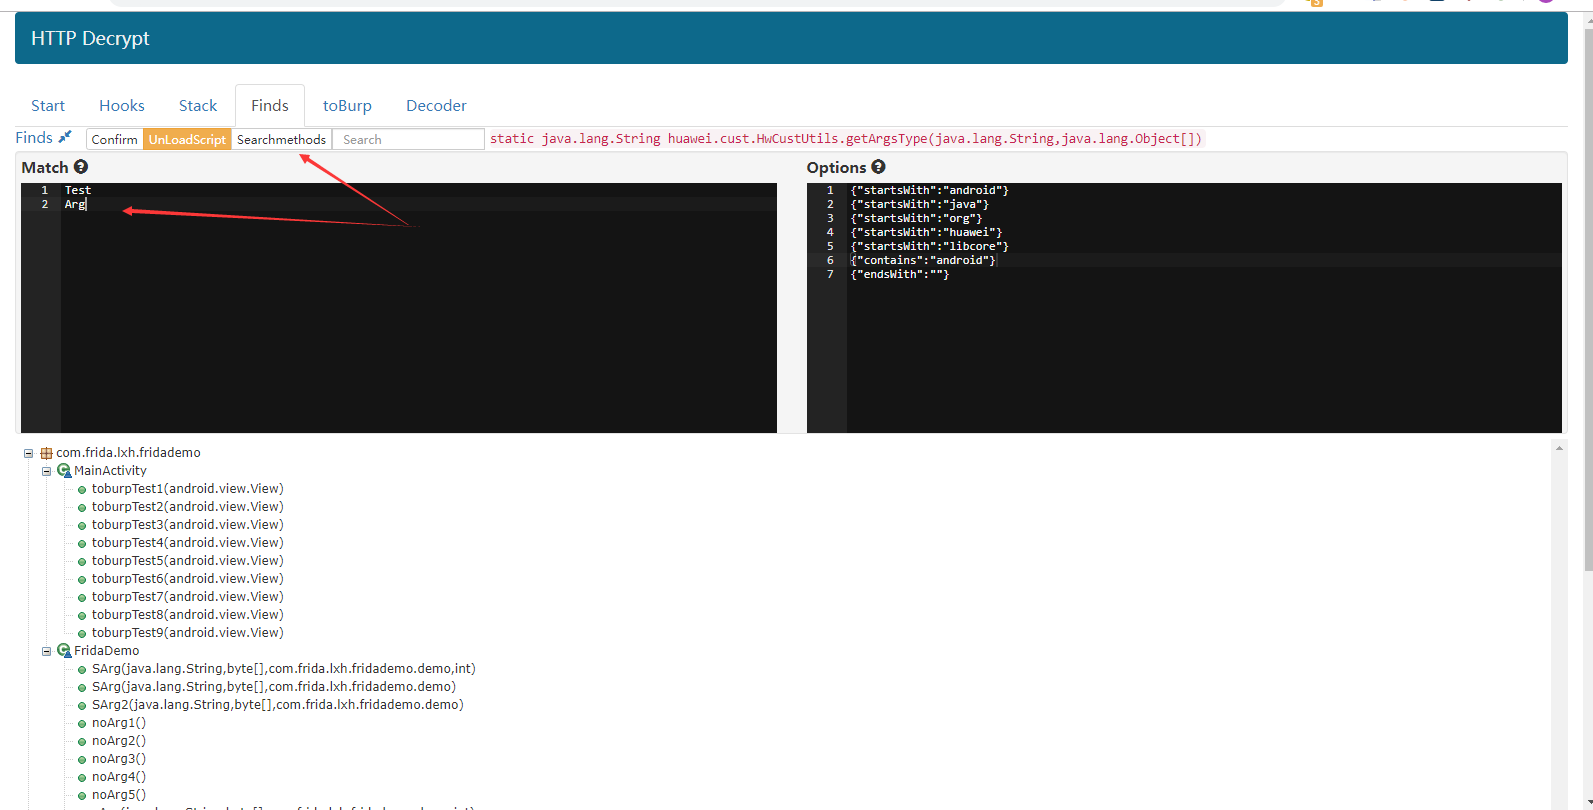 HTTP Decrypt
Start Hooks Stack Finds toBurp Decoder
Finds Confirm UnLoadScript Searchmethods Search static java.lang.String huawei.cust.HwCustUtils.getArgsType(java.lang.String,java.lang.Object[])
Match
1 Test
2 Arg
Options
1 {"startsWith":"android"}
2 {"startsWith":"java"}
3 {"startsWith":"org"}
4 {"startsWith":"huawei"}
5 {"startsWith":"libcore"}
6 {"contains":"android"}
7 {"endsWith":""}
com.frida.lxh.fridademo
MainActivity
toburpTest1(android.view.View)
toburpTest2(android.view.View)
toburpTest3(android.view.View)
toburpTest4(android.view.View)
toburpTest5(android.view.View)
toburpTest6(android.view.View)
toburpTest7(android.view.View)
toburpTest8(android.view.View)
toburpTest9(android.view.View)
FridaDemo
SArg(java.lang.String,byte[],com.frida.lxh.fridademo.demo,int)
SArg(java.lang.String,byte[],com.frida.lxh.fridademo.demo)
SArg2(java.lang.String,byte[],com.frida.lxh.fridademo.demo)
noArg1()
noArg2()
noArg3()
noArg4()
noArg5()